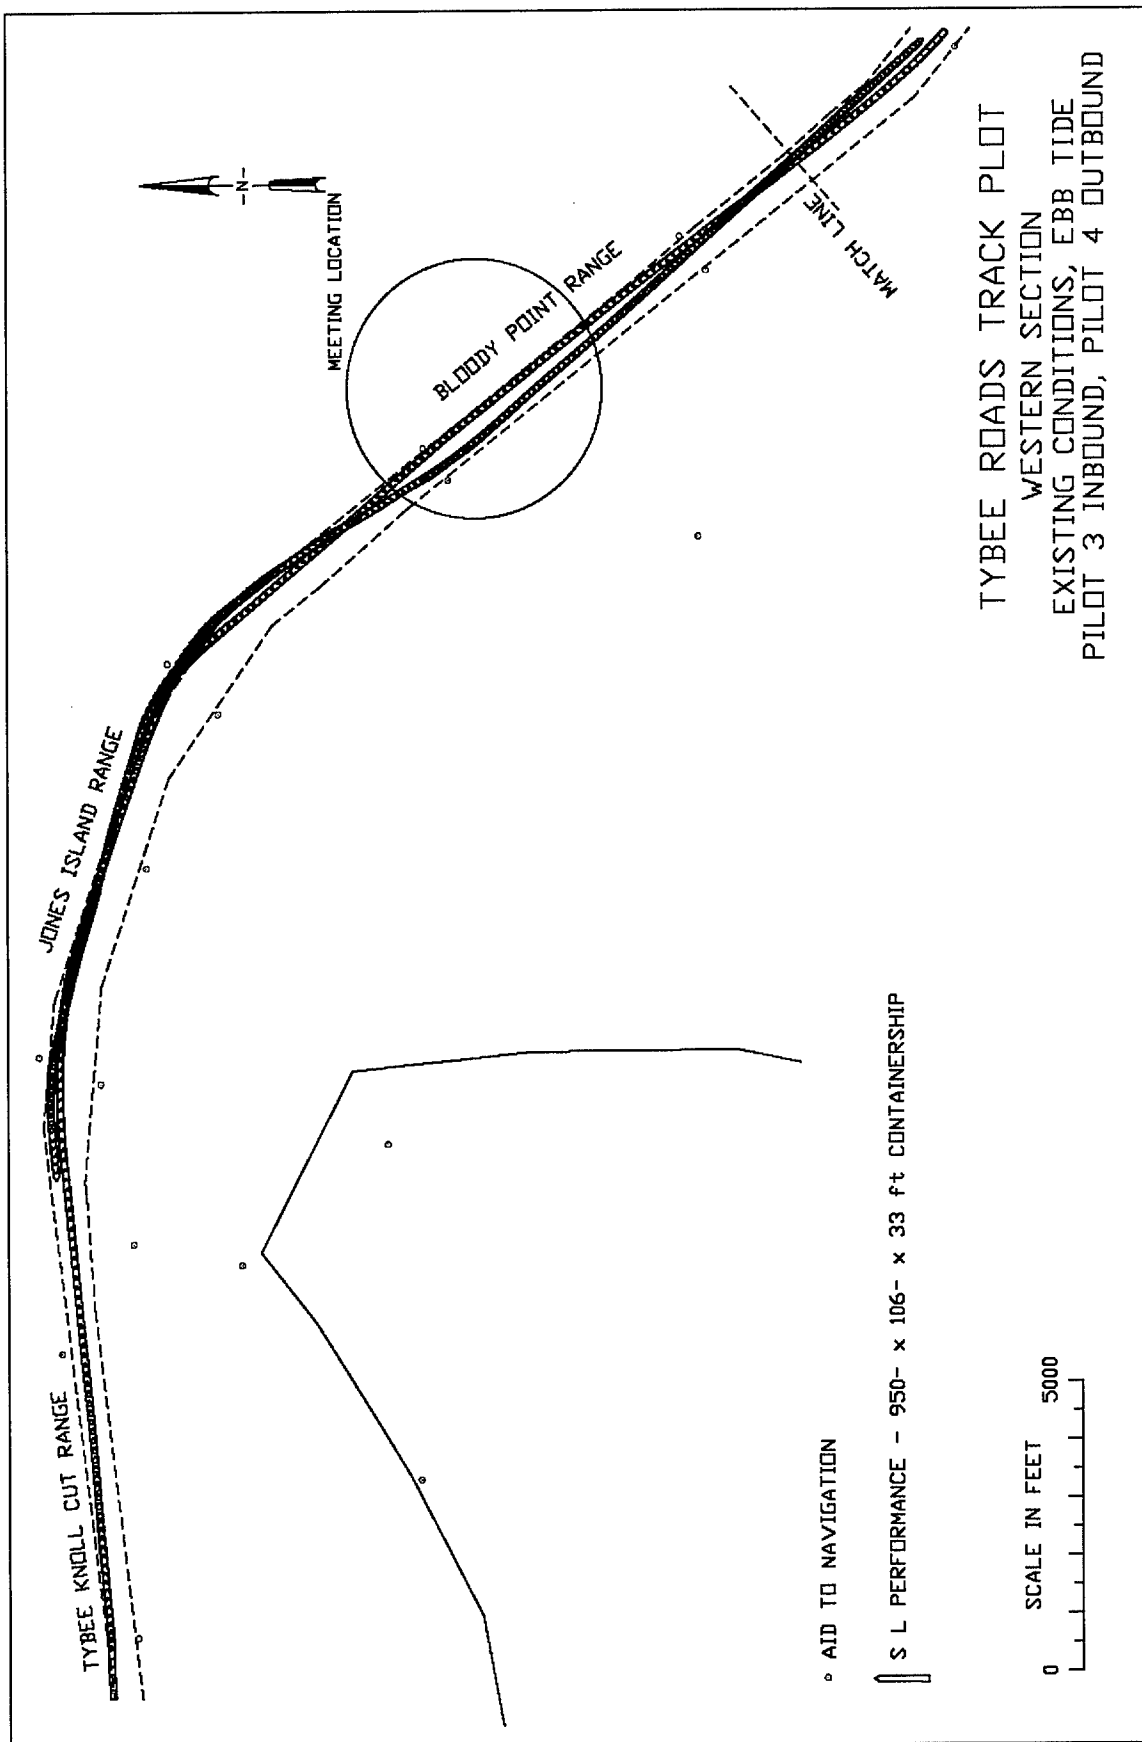 TYBEE KNOLL CUT RANGE
JONES ISLAND RANGE
MEETING LOCATION
-N-
BLOODY POINT RANGE
MATCH LINE
AID TO NAVIGATION
S L PERFORMANCE - 950- x 106- x 33 ft CONTAINERSHIP
SCALE IN FEET
0 5000
TYBEE ROADS TRACK PLOT
WESTERN SECTION
EXISTING CONDITIONS, EBB TIDE
PILOT 3 INBOUND, PILOT 4 OUTBOUND